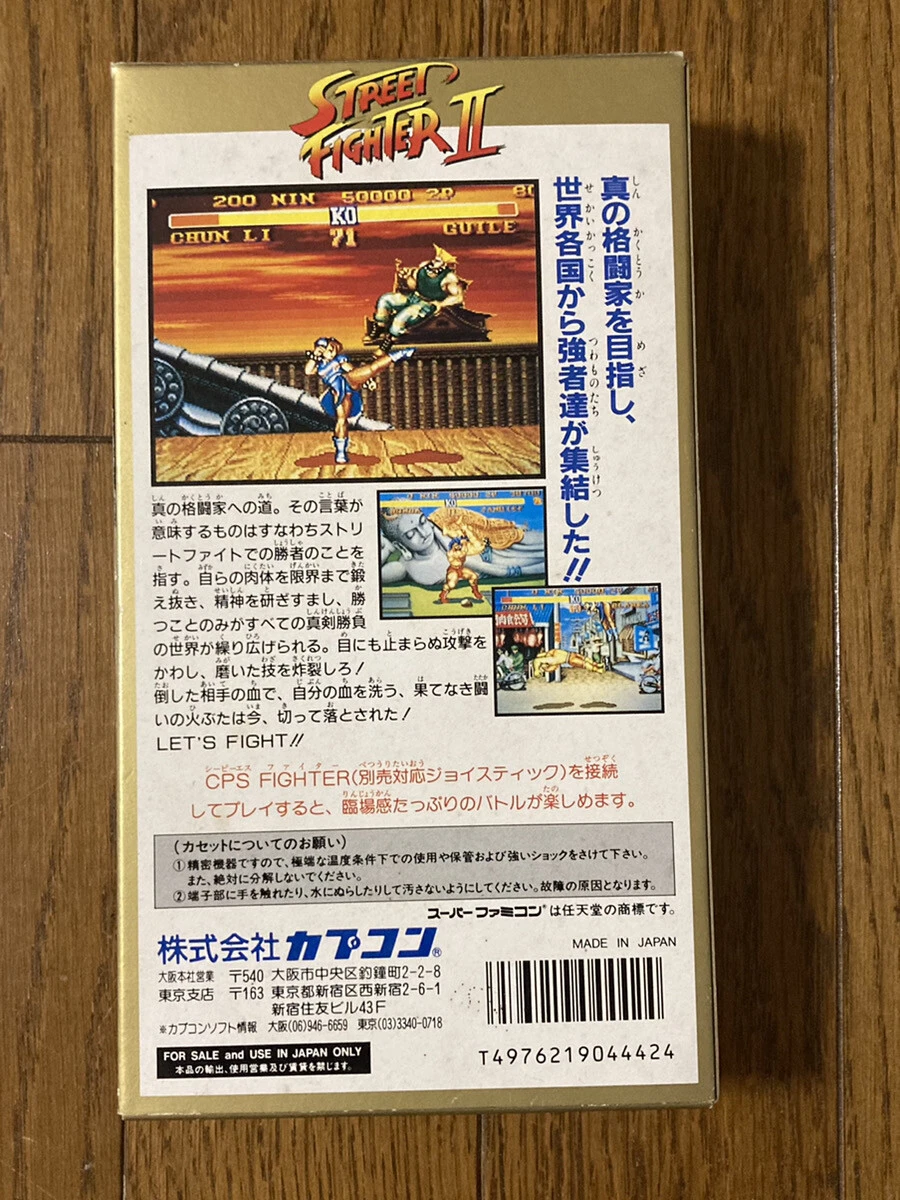 STREET
FIGHTER II
真の格闘家を目指し、
世界各国から強者達が集結した!!
200 NIN 50000 2P
KO
CHUN LI 71 GUILE
KO
KO
真の格闘家への道。その言葉が
意味するものはすなわちストリ
ートファイトでの勝者のことを
指す。自らの肉体を限界まで鍛
え抜き、精神を研ぎすまし、勝
つことのみがすべての真剣勝負
の世界が繰り広げられる。目にも止まらぬ攻撃を
かわし、磨いた技を炸裂しろ!
倒した相手の血で、自分の血を洗う、果てなき闘
いの火ぶたは今、切って落とされた!
LET'S FIGHT!!
CPS FIGHTER(別売対応ジョイスティック)を接続
してプレイすると、臨場感たっぷりのバトルが楽しめます。
(カセットについてのお願い)
①精密機器ですので、極端な温度条件下での使用や保管および強いショックをさけて下さい。
また、絶対に分解しないでください。
②端子部に手を触れたり、水にぬらしたりして汚さないようにしてください。故障の原因となります。
スーパーファミコン®は任天堂の商標です。
株式会社カプコン®
MADE IN JAPAN
大阪本社営業 〒540 大阪市中央区釣鐘町2-2-8
東京支店 〒163 東京都新宿区西新宿2-6-1
新宿住友ビル43F
※カプコンソフト情報 大阪(06)946-6659 東京(03)3340-0718
FOR SALE and USE IN JAPAN ONLY
本品の輸出、使用営業及び賃貸を禁じます。
T4976219044424